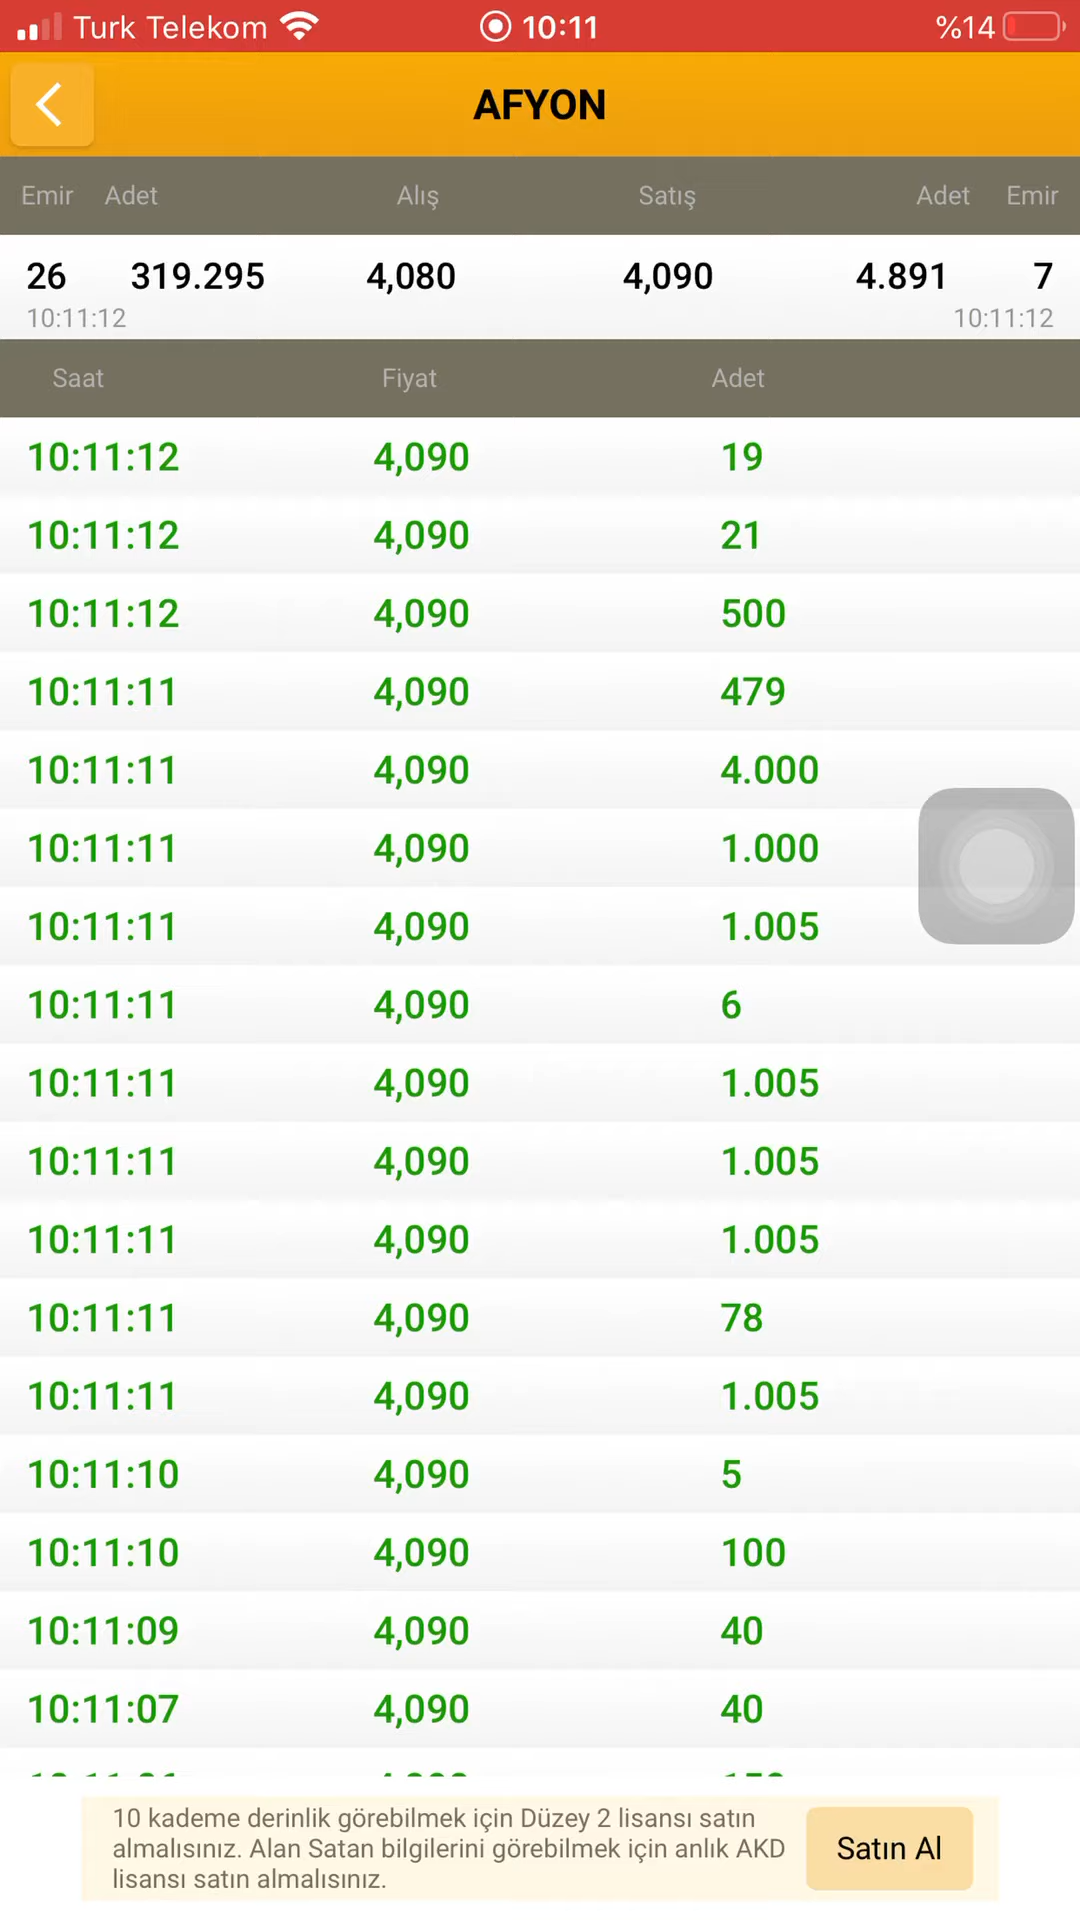 Turk Telekom 10:11 %14
AFYON
Emir Adet Alış Satış Adet Emir
26 319.295 4,080 4,090 4.891 7
10:11:12 10:11:12
Saat Fiyat Adet
10:11:12 4,090 19
10:11:12 4,090 21
10:11:12 4,090 500
10:11:11 4,090 479
10:11:11 4,090 4.000
10:11:11 4,090 1.000
10:11:11 4,090 1.005
10:11:11 4,090 6
10:11:11 4,090 1.005
10:11:11 4,090 1.005
10:11:11 4,090 1.005
10:11:11 4,090 78
10:11:11 4,090 1.005
10:11:10 4,090 5
10:11:10 4,090 100
10:11:09 4,090 40
10:11:07 4,090 40
10 kademe derinlik görebilmek için Düzey 2 lisansı satın
almalısınız. Alan Satan bilgilerini görebilmek için anlık AKD
lisansı satın almalısınız.
Satın Al